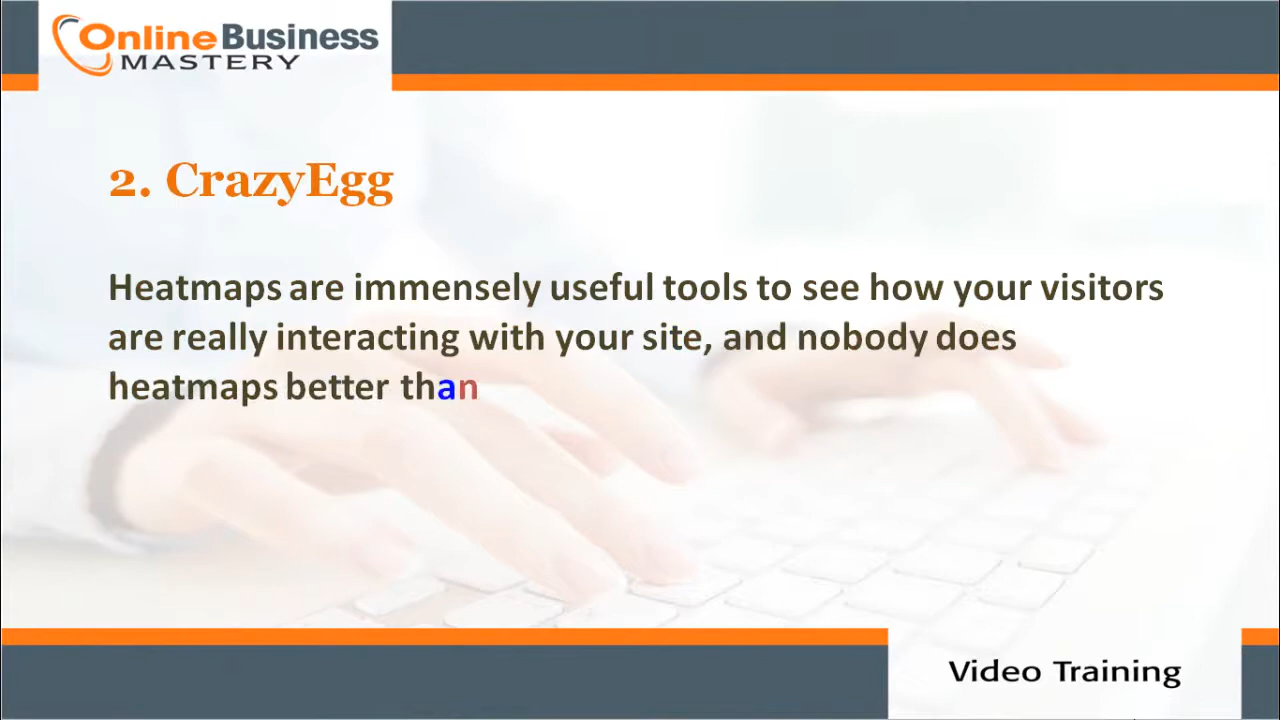 Online Business
MASTERY
2. CrazyEgg
Heatmaps are immensely useful tools to see how your visitors
are really interacting with your site, and nobody does
heatmaps better than
Video Training